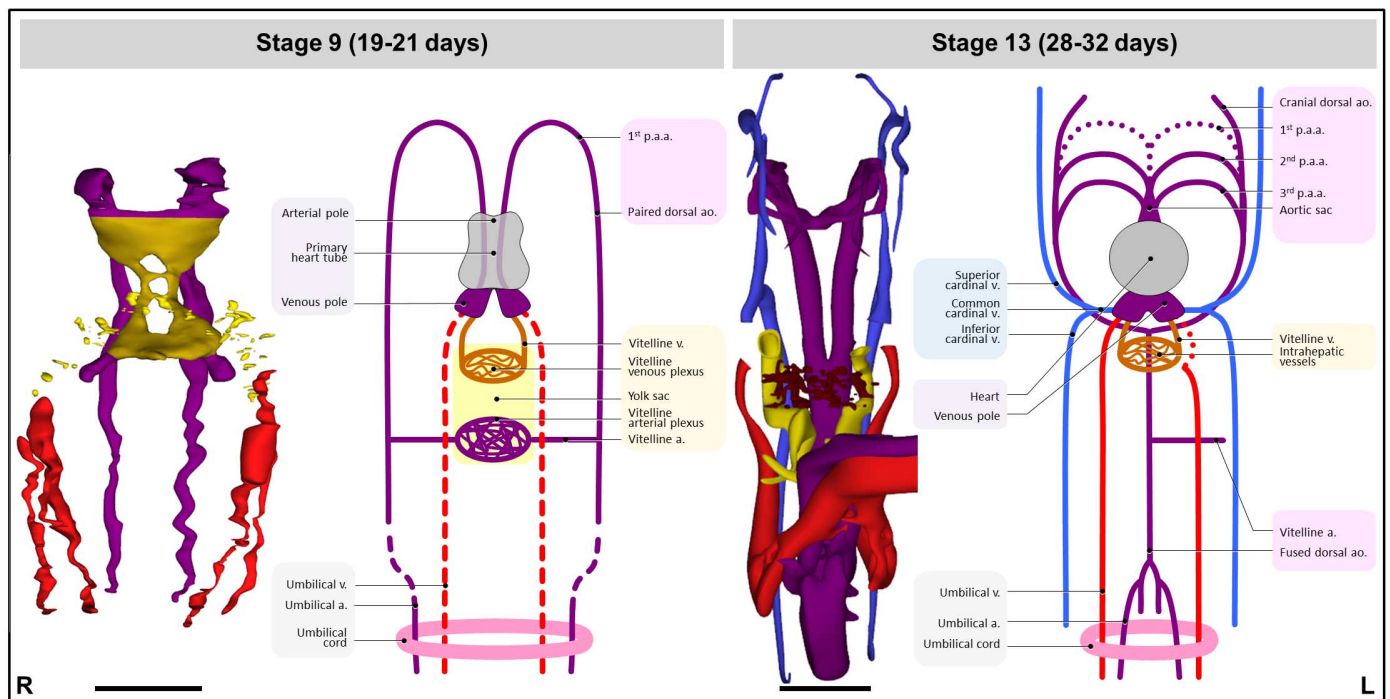 Stage 9 (19-21 days)
Stage 13 (28-32 days)
1st p.a.a.
Arterial pole
Paired dorsal ao.
Primary
heart tube
Venous pole
Vitelline v.
Vitelline
venous plexus
Yolk sac
Vitelline
arterial plexus
Vitelline a.
Umbilical v.
Umbilical a.
Umbilical
cord
Cranial dorsal ao.
1st p.a.a.
2nd p.a.a.
3rd p.a.a.
Aortic sac
Superior
cardinal v.
Common
cardinal v.
Inferior
cardinal v.
Vitelline v.
Intrahepatic
vessels
Heart
Venous pole
Vitelline a.
Fused dorsal ao.
Umbilical v.
Umbilical a.
Umbilical cord
R
L